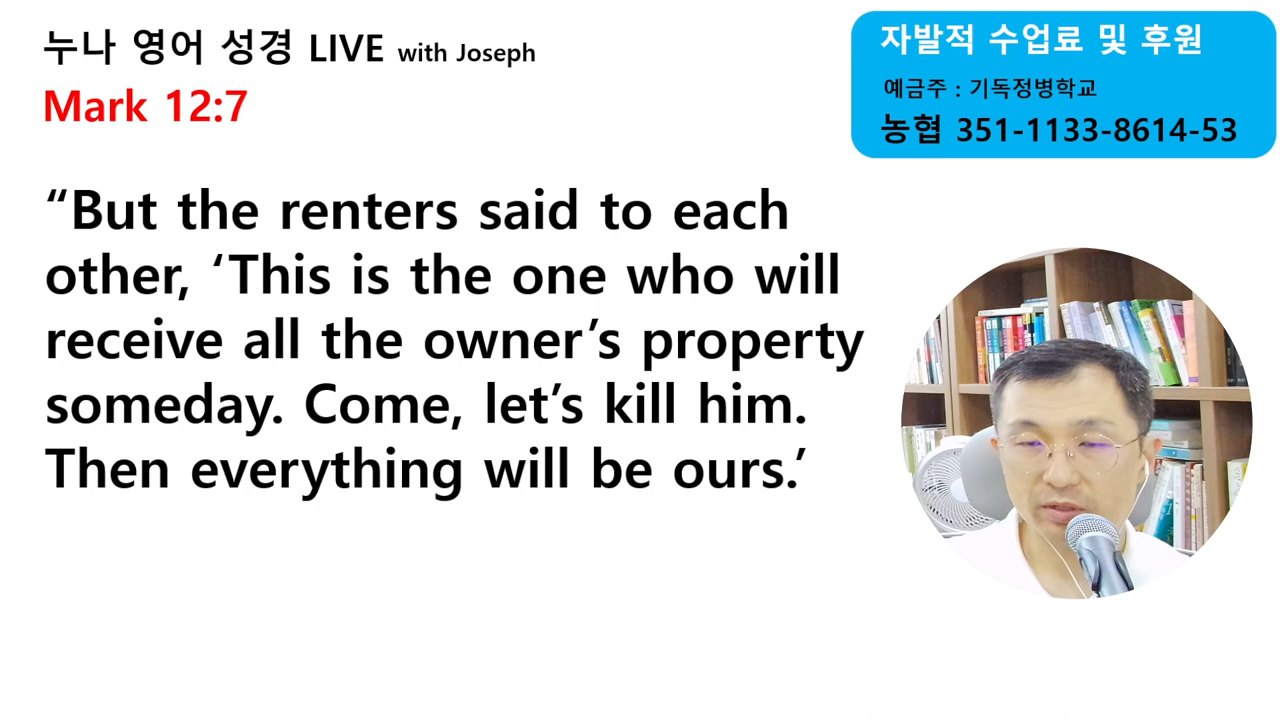 누나 영어 성경 LIVE with Joseph
Mark 12:7
자발적 수업료 및 후원
예금주 : 기독정병학교
농협 351-1133-8614-53
“But the renters said to each
other, ‘This is the one who will
receive all the owner’s property
someday. Come, let’s kill him.
Then everything will be ours.’